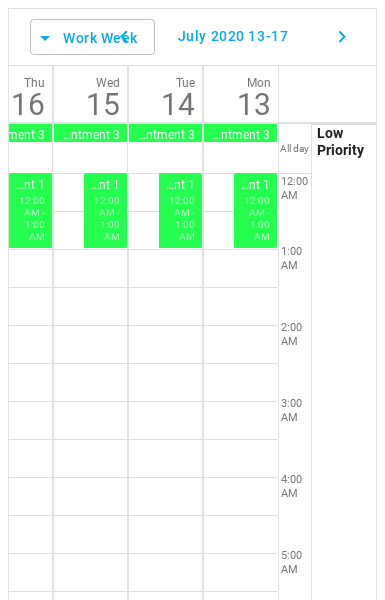 Work Week
July 2020 13-17
Thu
16
Wed
15
Tue
14
Mon
13
ment 3
...ntment 3
...ntment 3
...ntment 3
All day
Low
Priority
...nt 1
12:00
AM -
1:00
AM
...nt 1
12:00
AM -
1:00
AM
...nt 1
12:00
AM -
1:00
AM
...nt 1
12:00
AM -
1:00
AM
12:00
AM
1:00
AM
2:00
AM
3:00
AM
4:00
AM
5:00
AM